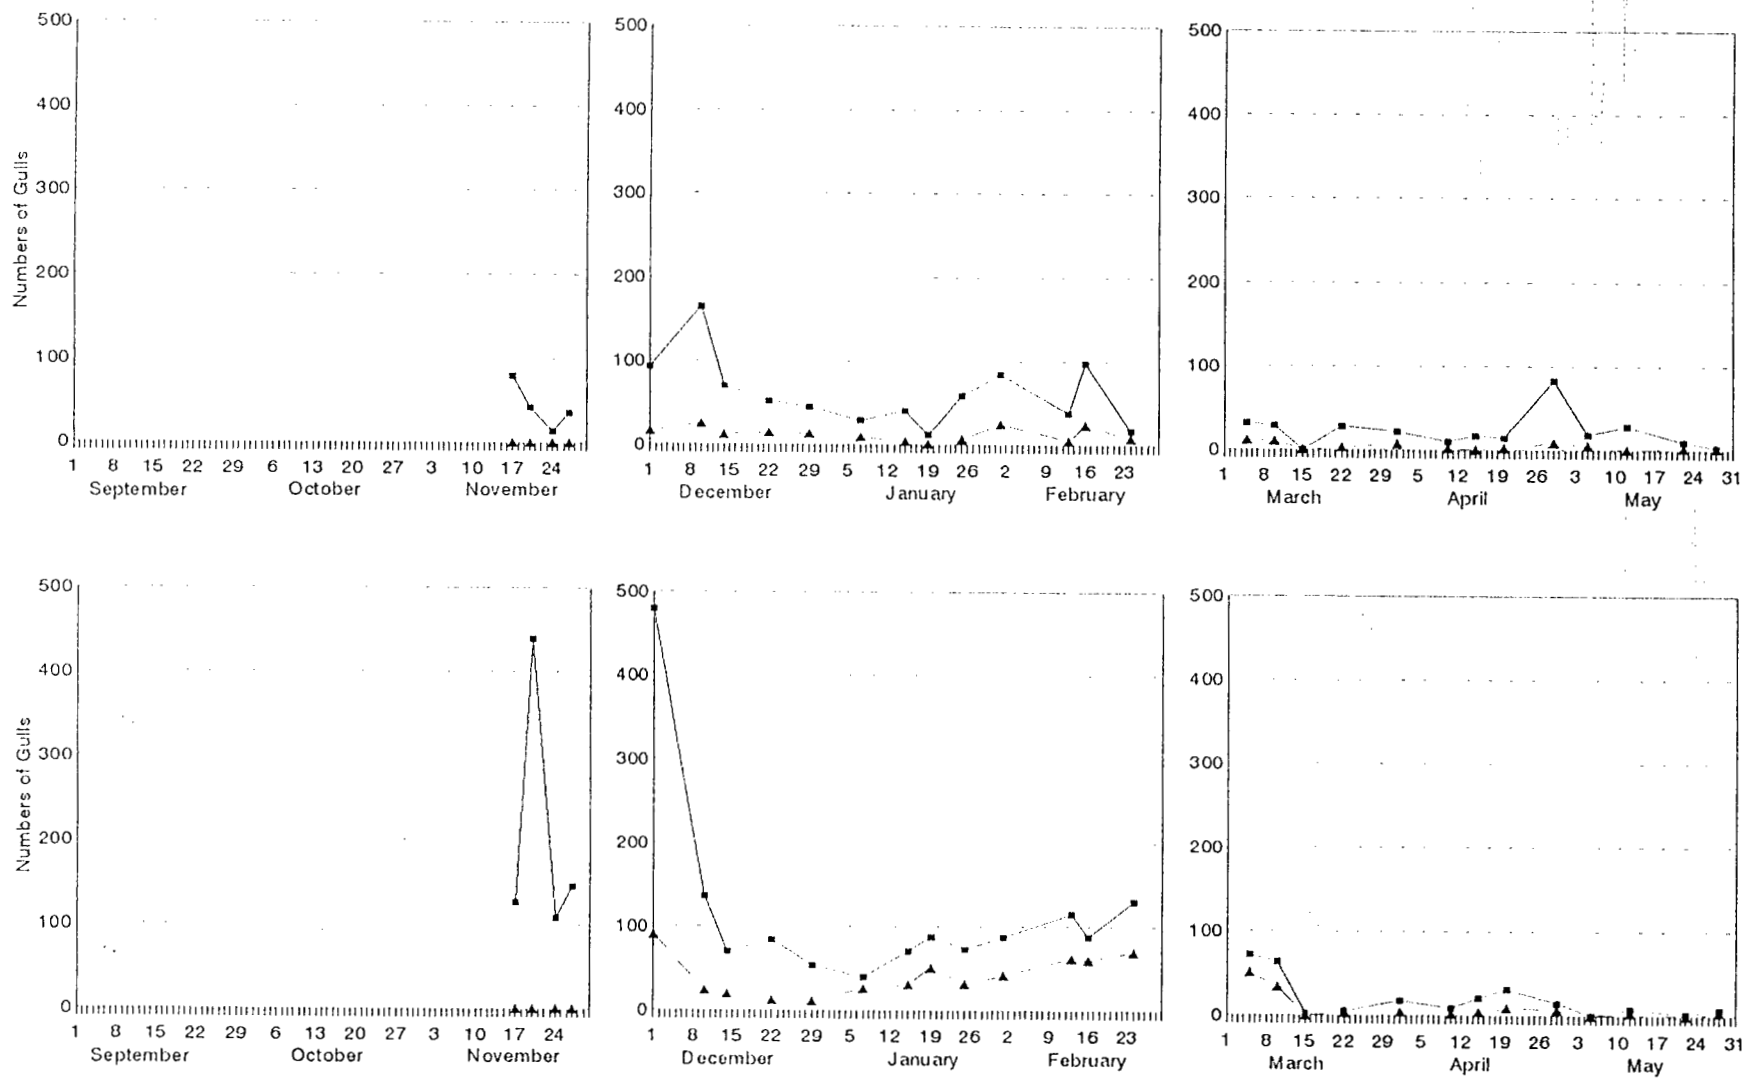 500 400 300 200 100 0
Numbers of Gulls
1 8 15 22 29 6 13 20 27 3 10 17 24
September October November
500 400 300 200 100 0
1 8 15 22 29 5 12 19 26 2 9 16 23
December January February
500 400 300 200 100 0
1 8 15 22 29 5 12 19 26 3 10 17 24 31
March April May
500 400 300 200 100 0
Numbers of Gulls
1 8 15 22 29 6 13 20 27 3 10 17 24
September October November
500 400 300 200 100 0
1 8 15 22 29 5 12 19 26 2 9 16 23
December January February
500 400 300 200 100 0
1 8 15 22 29 5 12 19 26 3 10 17 24 31
March April May